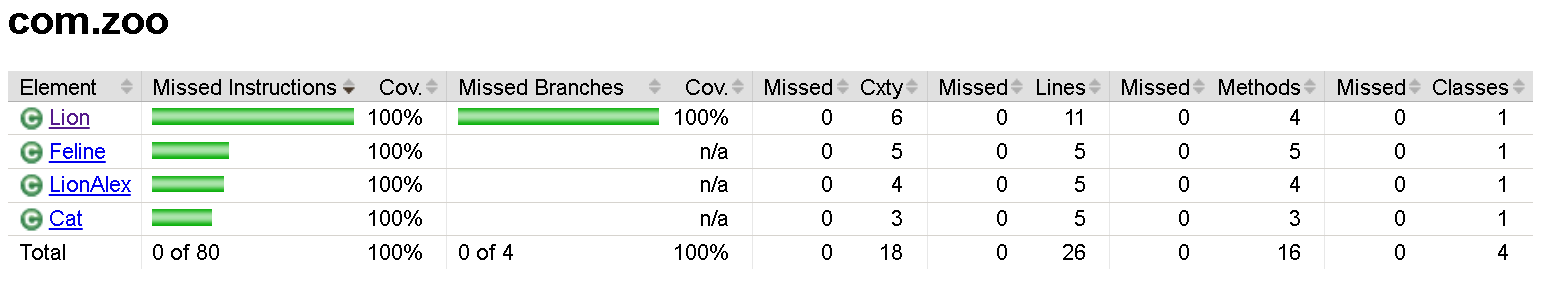 com.zoo
Element Missed Instructions Cov. Missed Branches Cov. Missed Cxty Missed Lines Missed Methods Missed Classes
C Lion 100% 100% 0 6 0 11 0 4 0 1
C Feline 100% n/a 0 5 0 5 0 5 0 1
C LionAlex 100% n/a 0 4 0 5 0 4 0 1
C Cat 100% n/a 0 3 0 5 0 3 0 1
Total 0 of 80 100% 0 of 4 100% 0 18 0 26 0 16 0 4